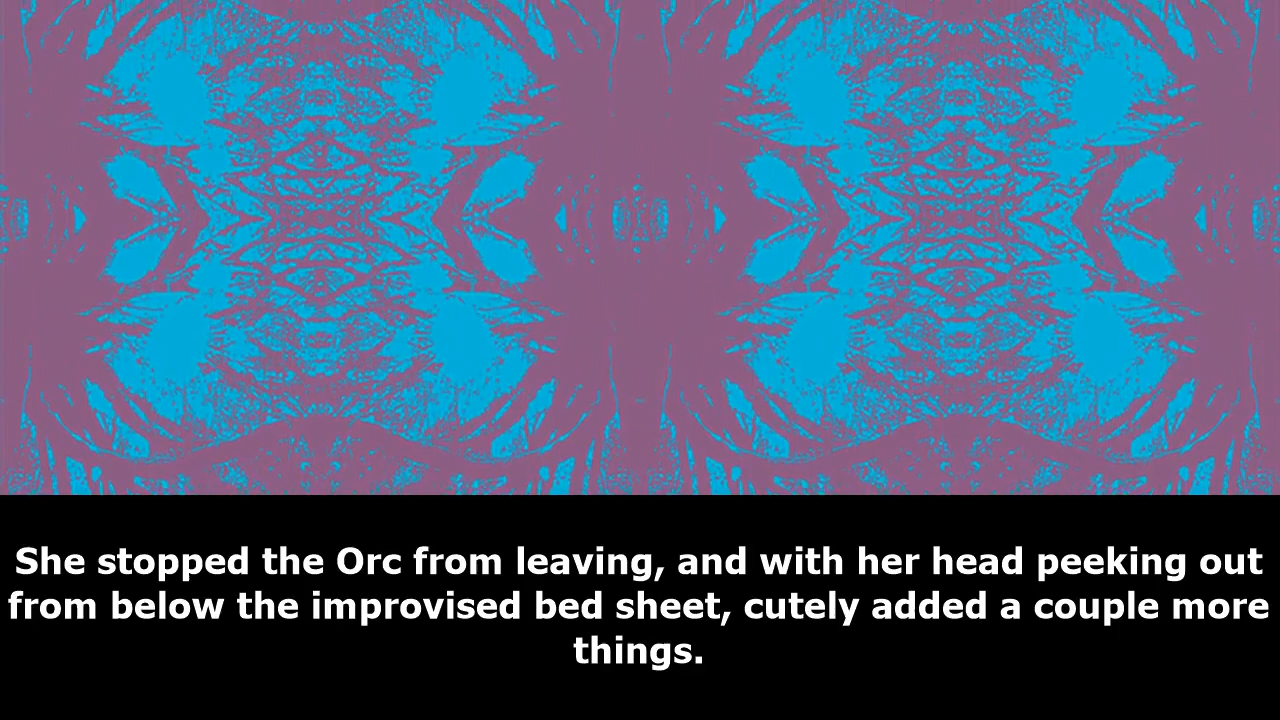 She stopped the Orc from leaving, and with her head peeking out
from below the improvised bed sheet, cutely added a couple more
things.